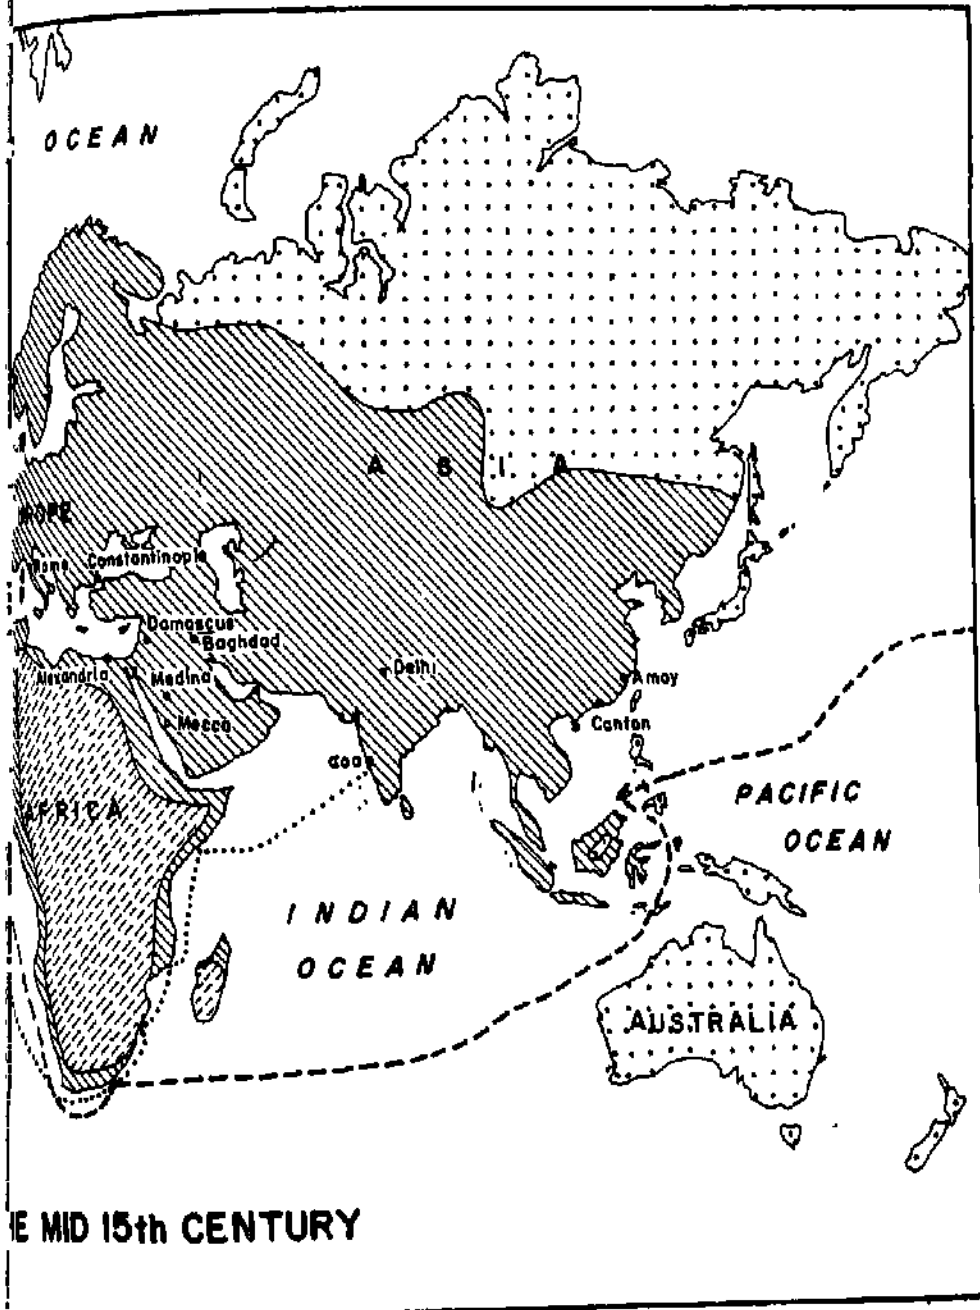 OCEAN
ASIA
Rome
Constantinople
Damascus
Baghdad
Alexandria
Medina
Delhi
Amoy
Mecca
Canton
Goa
AFRICA
PACIFIC
OCEAN
INDIAN
OCEAN
AUSTRALIA
MID 15th CENTURY